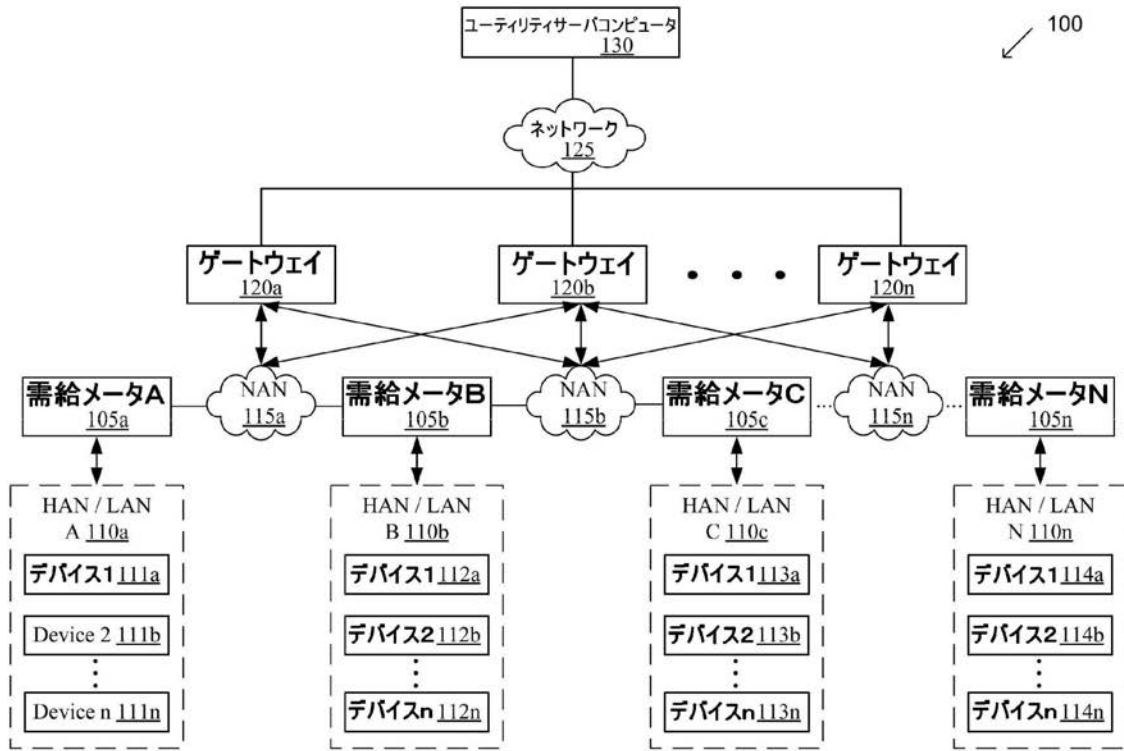 ユーティリティサーバコンピュータ
130
100
ネットワーク
125
ゲートウェイ
120a
ゲートウェイ
120b
ゲートウェイ
120n
需給メータA
105a
NAN
115a
需給メータB
105b
NAN
115b
需給メータC
105c
NAN
115n
需給メータN
105n
HAN / LAN
A 110a
デバイス1 111a
Device 2 111b
Device n 111n
HAN / LAN
B 110b
デバイス1 112a
デバイス2 112b
デバイスn 112n
HAN / LAN
C 110c
デバイス1 113a
デバイス2 113b
デバイスn 113n
HAN / LAN
N 110n
デバイス1 114a
デバイス2 114b
デバイスn 114n